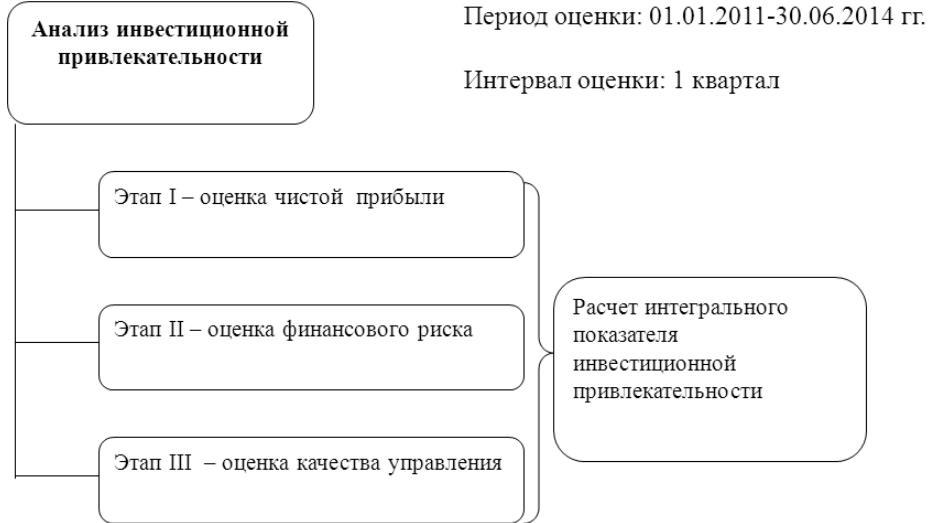 Анализ инвестиционной
привлекательности
Период оценки: 01.01.2011-30.06.2014 гг.
Интервал оценки: 1 квартал
Этап I – оценка чистой прибыли
Этап II – оценка финансового риска
Этап III – оценка качества управления
Расчет интегрального
показателя
инвестиционной
привлекательности